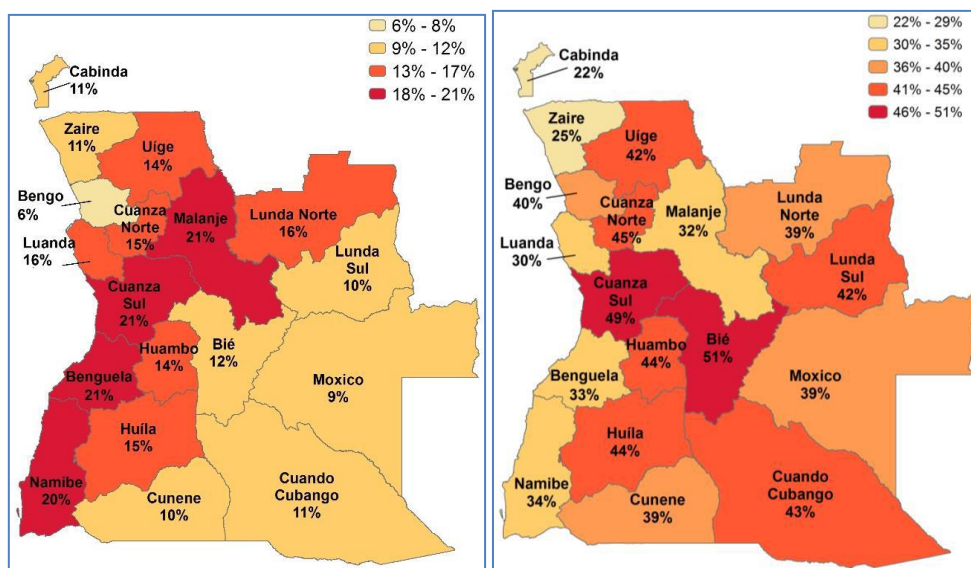 6% - 8%
9% - 12%
13% - 17%
18% - 21%
Cabinda
11%
Zaire
11%
Uíge
14%
Bengo
6%
Cuanza
Norte
15%
Malanje
21%
Lunda Norte
16%
Luanda
16%
Lunda
Sul
10%
Cuanza
Sul
21%
Huambo
14%
Bié
12%
Benguela
21%
Moxico
9%
Huíla
15%
Namibe
20%
Cunene
10%
Cuando
Cubango
11%
22% - 29%
30% - 35%
36% - 40%
41% - 45%
46% - 51%
Cabinda
22%
Zaire
25%
Uíge
42%
Bengo
40%
Cuanza
Norte
45%
Malanje
32%
Lunda
Norte
39%
Luanda
30%
Lunda
Sul
42%
Cuanza
Sul
49%
Huambo
44%
Bié
51%
Benguela
33%
Moxico
39%
Huíla
44%
Namibe
34%
Cunene
39%
Cuando
Cubango
43%